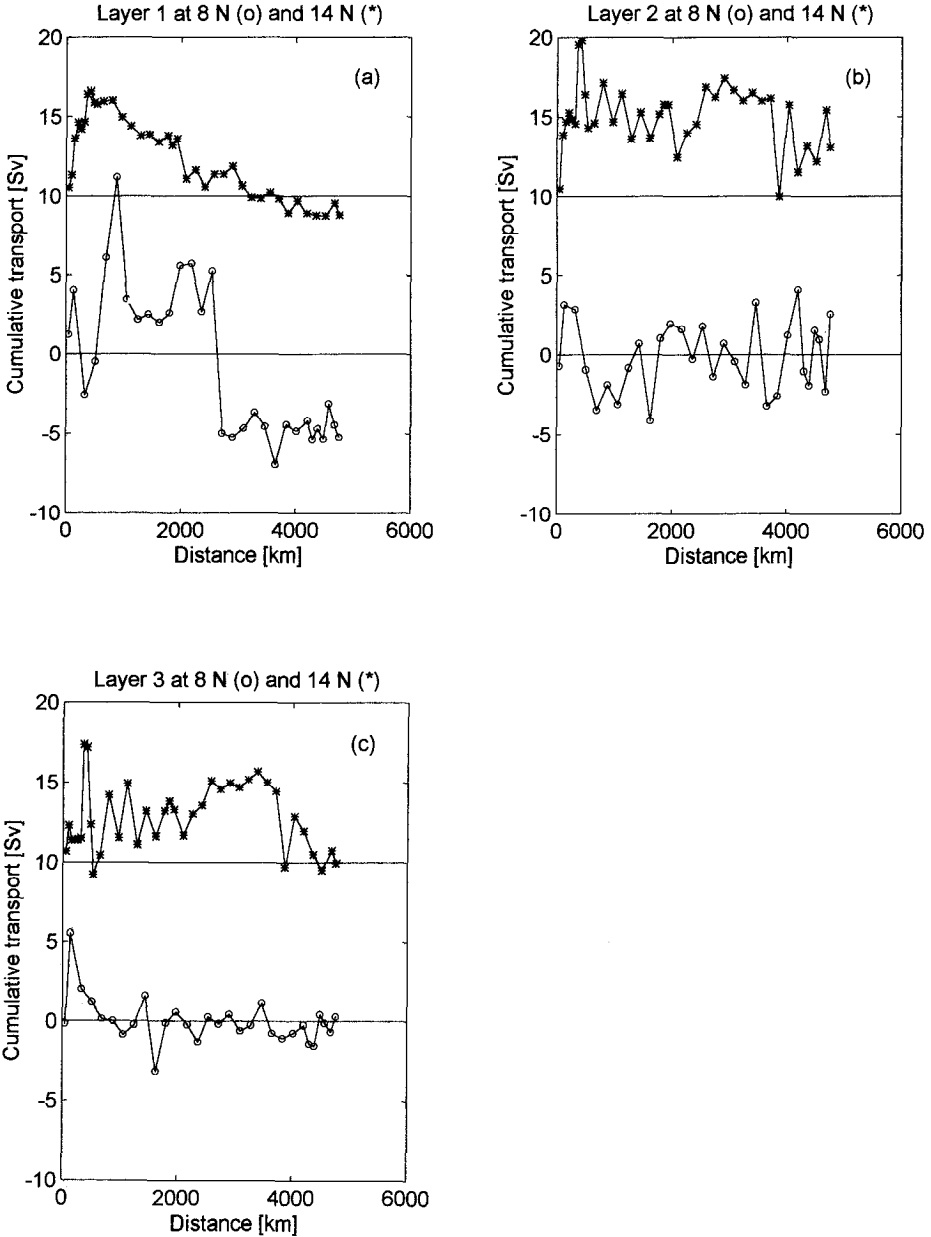 Layer 1 at 8 N (o) and 14 N (*)
(a)
Cumulative transport [Sv]
20
15
10
5
0
-5
-10
0 2000 4000 6000
Distance [km]
Layer 2 at 8 N (o) and 14 N (*)
(b)
Cumulative transport [Sv]
20
15
10
5
0
-5
-10
0 2000 4000 6000
Distance [km]
Layer 3 at 8 N (o) and 14 N (*)
(c)
Cumulative transport [Sv]
20
15
10
5
0
-5
-10
0 2000 4000 6000
Distance [km]